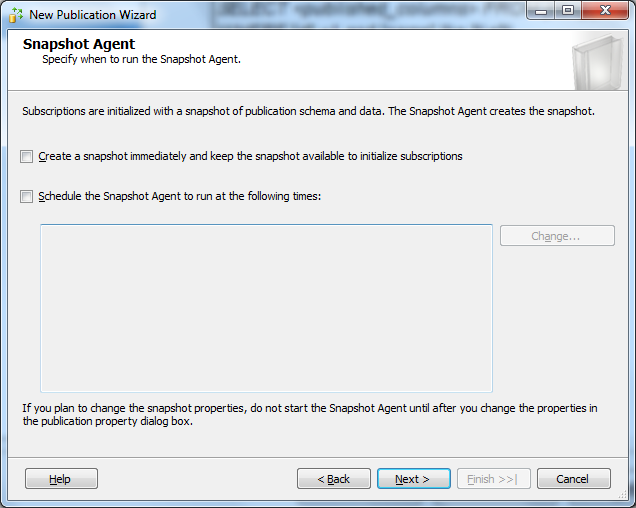 New Publication Wizard
SELECT <published_columns> FRO
Snapshot Agent
Specify when to run the Snapshot Agent.
Subscriptions are initialized with a snapshot of publication schema and data. The Snapshot Agent creates the snapshot.
Create a snapshot immediately and keep the snapshot available to initialize subscriptions
Schedule the Snapshot Agent to run at the following times:
Change...
If you plan to change the snapshot properties, do not start the Snapshot Agent until after you change the properties in
the publication property dialog box.
Help
< Back
Next >
Finish >>|
Cancel